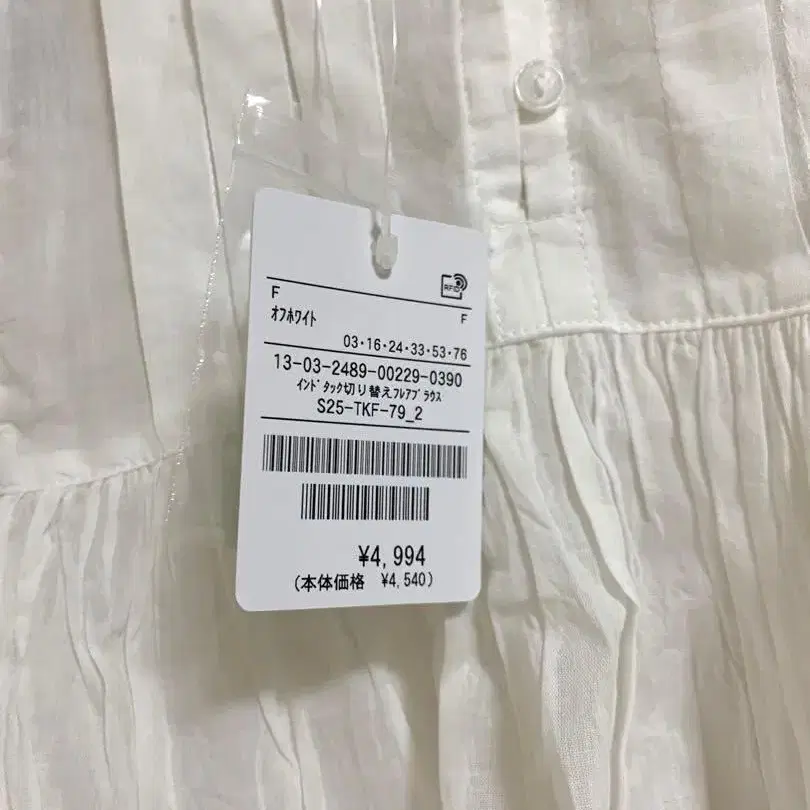 RFID
F
オフホワイト F
03・16・24・33・53・76
13-03-2489-00229-0390
インドタック切り替えフレアブラウス
S25-TKF-79_2
¥4,994
(本体価格 ¥4,540)